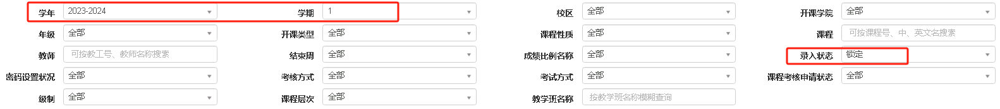 学年 2023-2024 学期 1 校区 全部 开课学院 全部
年级 全部 开课类型 全部 课程性质 全部 课程 可按课程号、中、英文名搜索
教师 可按教工号、教师名称搜索 结束周 全部 成绩比例名称 全部 录入状态 锁定
密码设置状况 全部 考核方式 全部 考试方式 全部 课程考核申请状态 全部
级制 全部 课程层次 全部 教学班名称 按教学班名称模糊查询